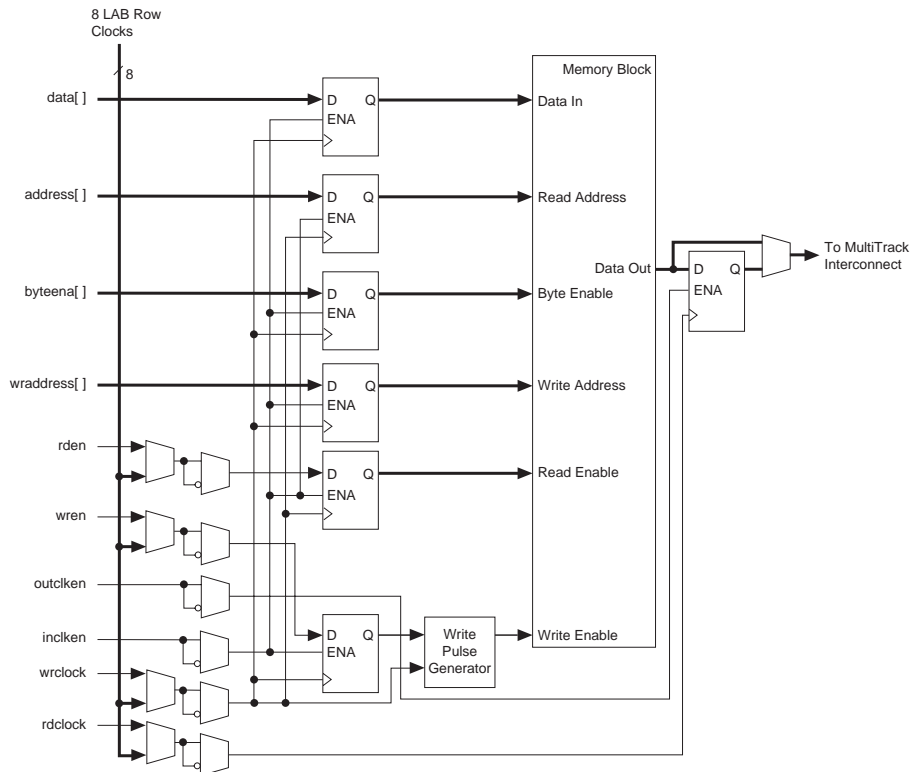 8 LAB Row
Clocks
8
Memory Block
data[ ]
D Q
ENA
Data In
address[ ]
D Q
ENA
Read Address
To MultiTrack
Interconnect
Data Out
D Q
ENA
byteena[ ]
D Q
ENA
Byte Enable
wraddress[ ]
D Q
ENA
Write Address
rden
D Q
ENA
Read Enable
wren
outclken
inclken
D Q
ENA
Write
Pulse
Generator
Write Enable
wrclock
rdclock